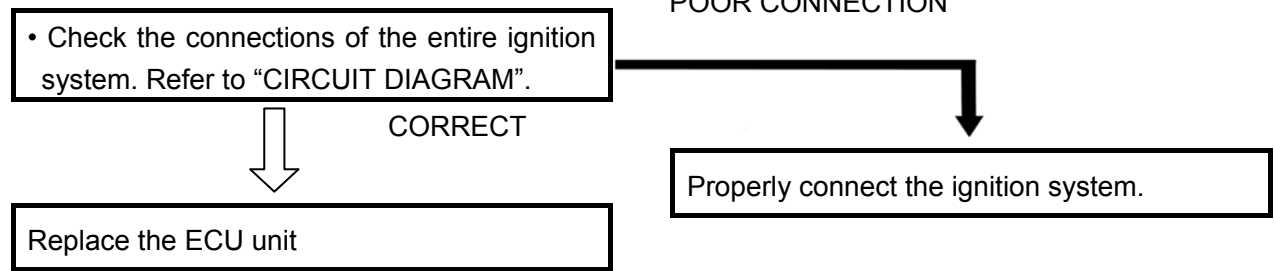 POOR CONNECTION
• Check the connections of the entire ignition
system. Refer to “CIRCUIT DIAGRAM”.
CORRECT
Properly connect the ignition system.
Replace the ECU unit